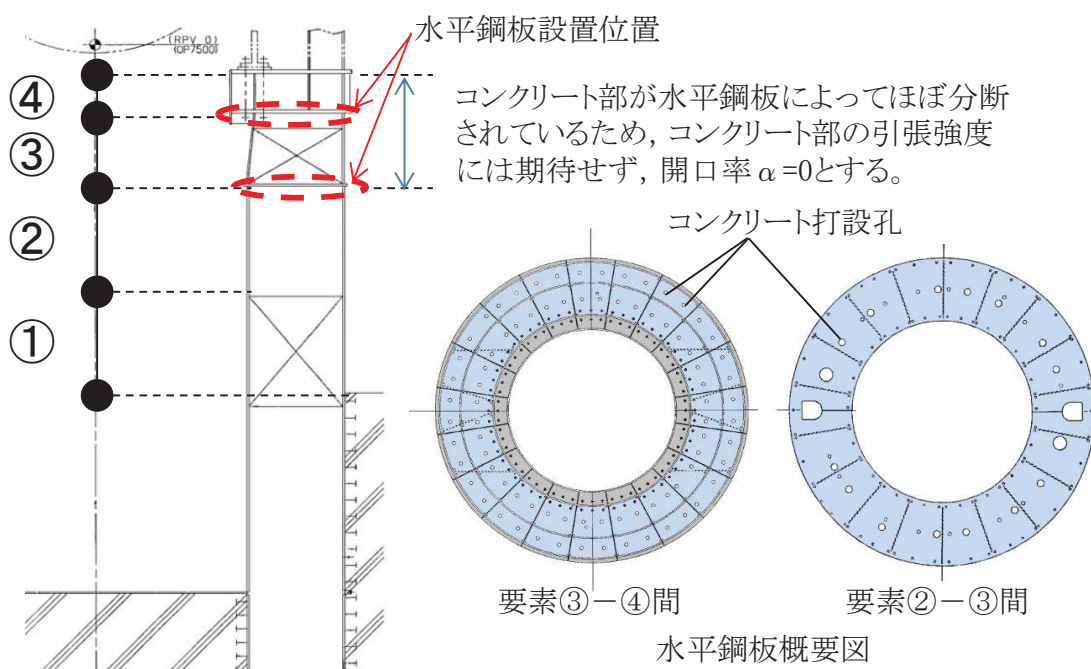 水平鋼板設置位置
(RPV 0)
(OP7500)
④
③
②
①
コンクリート部が水平鋼板によってほぼ分断
されているため, コンクリート部の引張強度
には期待せず, 開口率α=0とする。
コンクリート打設孔
要素③－④間
要素②－③間
水平鋼板概要図